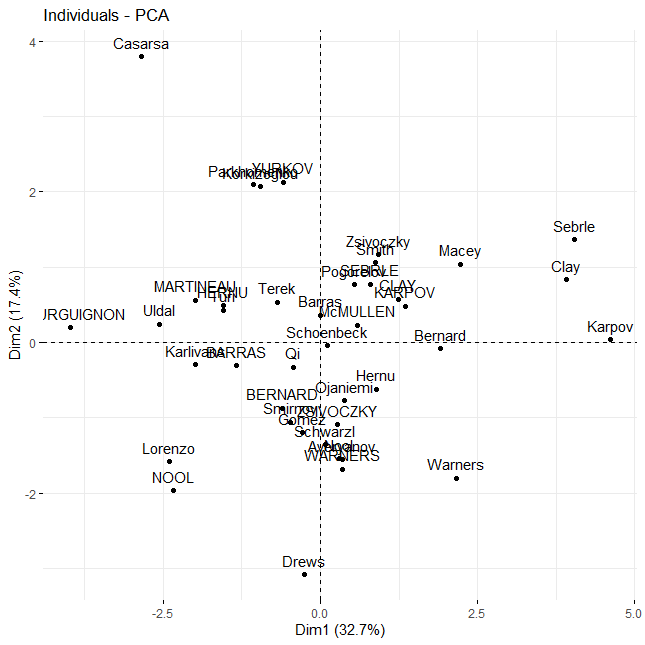 Individuals - PCA
Casarsa
YURKOV
Parkhomenko
Korkizoglou
Sebrle
Zsivoczky
Smith
Macey
Clay
Pogorelov
SEBRLE
CLAY
KARPOV
MARTINEAU
HERNU
Turi
Terek
Barras
McMULLEN
Uldal
URGUIGNON
Schoenbeck
Bernard
Karpov
Karlivans
BARRAS
Qi
Hernu
Ojaniemi
BERNARD
Smirnov
ZSIVOCZKY
Gomez
Schwarzl
Averyanov
WARNERS
Lorenzo
NOOL
Warners
Drews
4
2
0
-2
-2.5
0.0
2.5
5.0
Dim1 (32.7%)
Dim2 (17.4%)